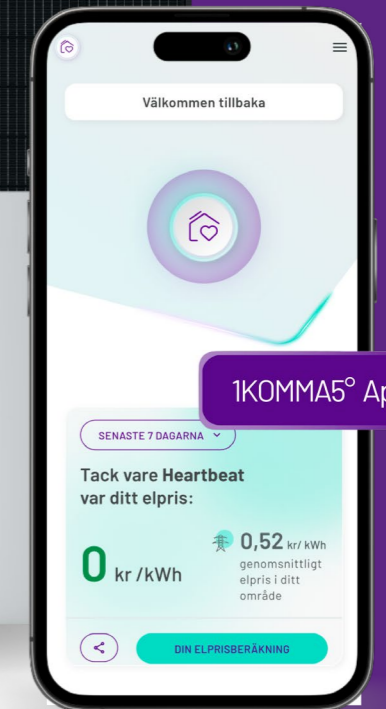 Välkommen tillbaka
1KOMMA5°
SENASTE 7 DAGARNA
Tack vare Heartbeat
var ditt elpris:
0 kr /kWh
0,52 kr/ kWh
genomsnittligt
elpris i ditt
område
DIN ELPRISBERÄKNING